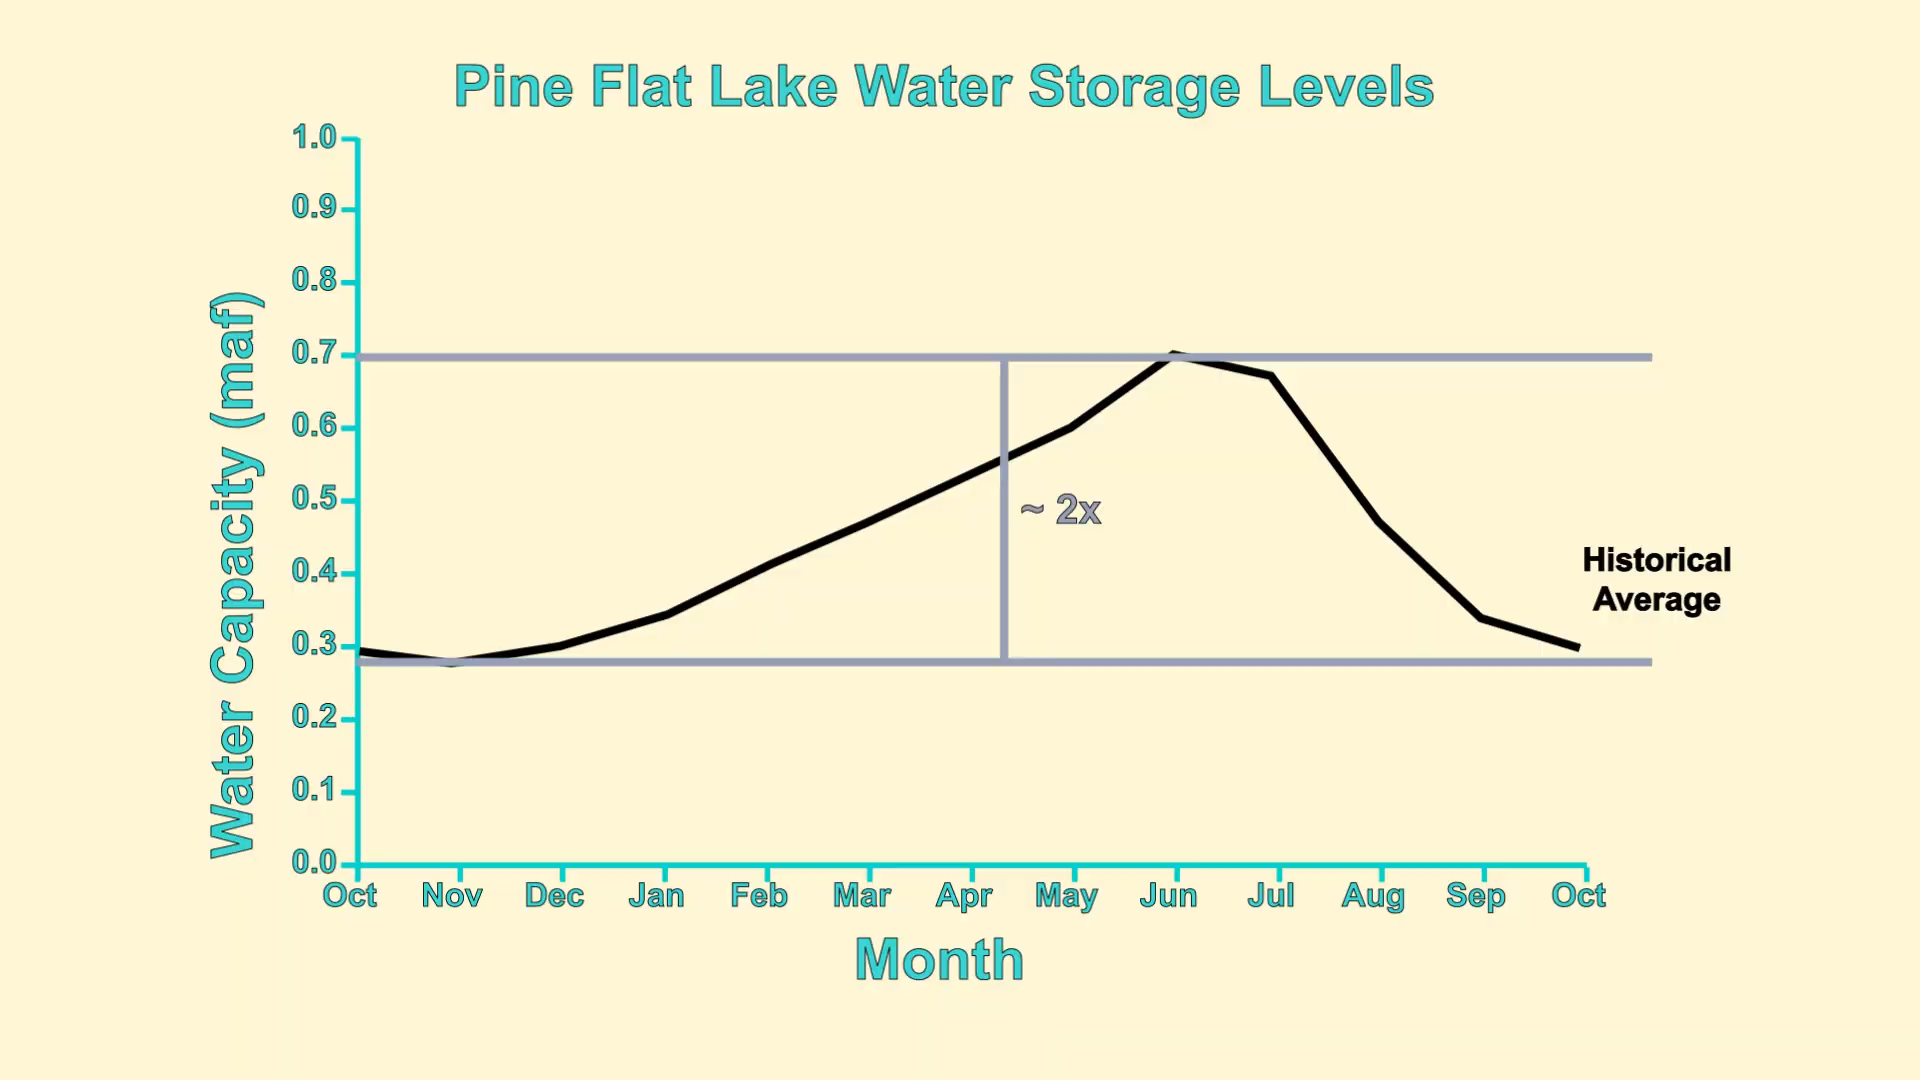 Pine Flat Lake Water Storage Levels
1.0
0.9
0.8
0.7
0.6
0.5
0.4
0.3
0.2
0.1
0.0
Water Capacity (maf)
~ 2x
Historical
Average
Oct Nov Dec Jan Feb Mar Apr May Jun Jul Aug Sep Oct
Month